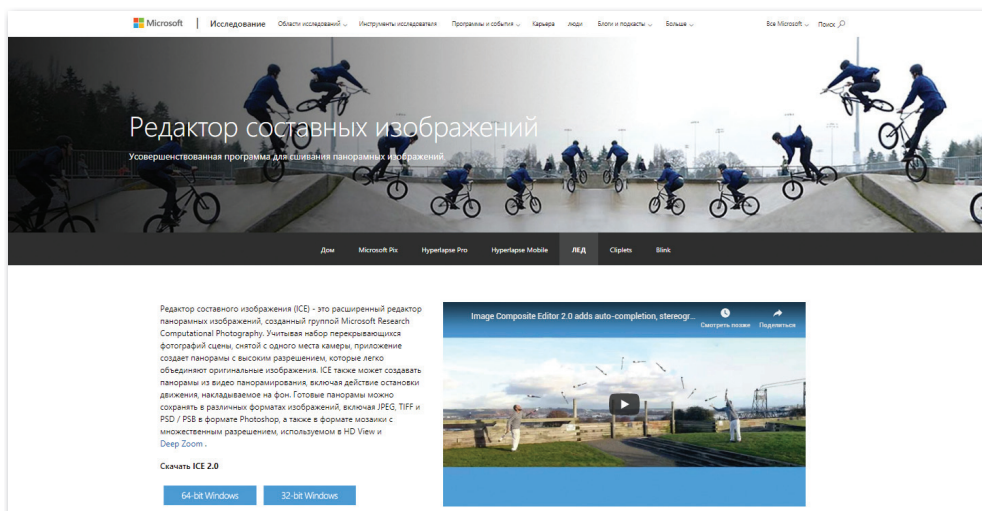 Microsoft | Исследование Области исследований Инструменты исследователя Программы и события Карьера люди Блоги и подкасты Больше Все Microsoft Поиск
Редактор составных изображений
Усовершенствованная программа для сшивания панорамных изображений.
Дом Microsoft Pix Hyperlapse Pro Hyperlapse Mobile ЛЕД Cliplets Blink
Редактор составного изображения (ICE) - это расширенный редактор
панорамных изображений, созданный группой Microsoft Research
Computational Photography. Учитывая набор перекрывающихся
фотографий сцены, снятой с одного места камеры, приложение
создает панорамы с высоким разрешением, которые легко
объединяют оригинальные изображения. ICE также может создавать
панорамы из видео панорамирования, включая действие остановки
движения, накладываемое на фон. Готовые панорамы можно
сохранять в различных форматах изображений, включая JPEG, TIFF и
PSD / PSB в формате Photoshop, а также в формате мозаики с
множественным разрешением, используемом в HD View и
Deep Zoom .
Скачать ICE 2.0
64-bit Windows 32-bit Windows
Image Composite Editor 2.0 adds auto-completion, stereogr...
Смотреть позже Поделиться